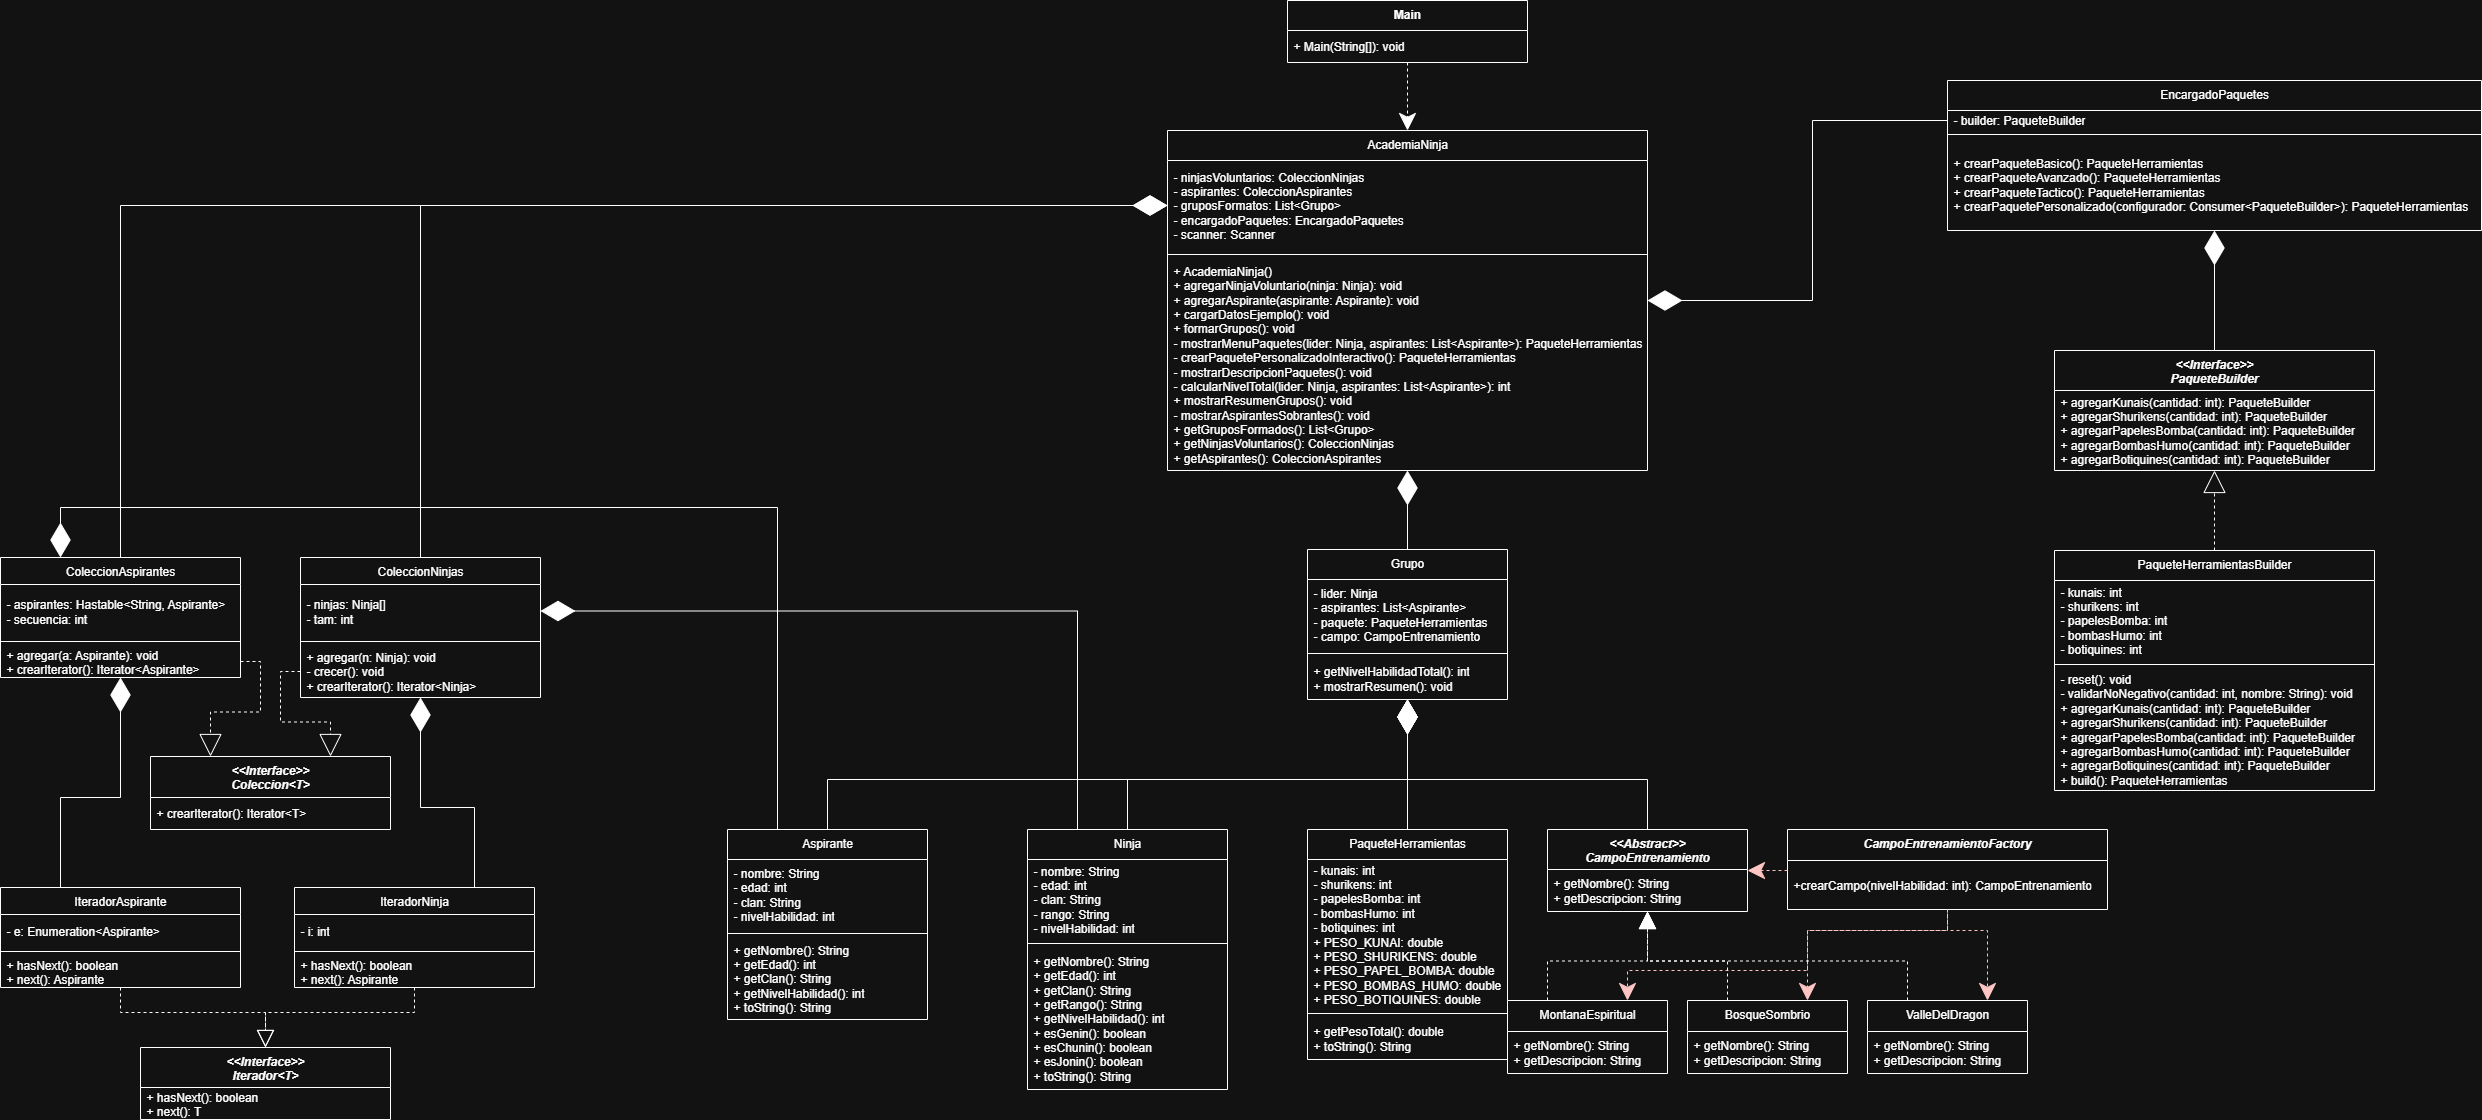 Main
+ Main(String[]): void
EncargadoPaquetes
- builder: PaqueteBuilder
+ crearPaqueteBasico(): PaqueteHerramientas
+ crearPaqueteAvanzado(): PaqueteHerramientas
+ crearPaqueteTactico(): PaqueteHerramientas
+ crearPaquetePersonalizado(configurador: Consumer<PaqueteBuilder>): PaqueteHerramientas
AcademiaNinja
- ninjasVoluntarios: ColeccionNinjas
- aspirantes: ColeccionAspirantes
- gruposFormatos: List<Grupo>
- encargadoPaquetes: EncargadoPaquetes
- scanner: Scanner
+ AcademiaNinja()
+ agregarNinjaVoluntario(ninja: Ninja): void
+ agregarAspirante(aspirante: Aspirante): void
+ cargarDatosEjemplo(): void
+ formarGrupos(): void
- mostrarMenuPaquetes(lider: Ninja, aspirantes: List<Aspirante>): PaqueteHerramientas
- crearPaquetePersonalizadoInteractivo(): PaqueteHerramientas
- mostrarDescripcionPaquetes(): void
- calcularNivelTotal(lider: Ninja, aspirantes: List<Aspirante>): int
+ mostrarResumenGrupos(): void
- mostrarAspirantesSobrantes(): void
+ getGruposFormados(): List<Grupo>
+ getNinjasVoluntarios(): ColeccionNinjas
+ getAspirantes(): ColeccionAspirantes
<<Interface>>
PaqueteBuilder
+ agregarKunais(cantidad: int): PaqueteBuilder
+ agregarShurikens(cantidad: int): PaqueteBuilder
+ agregarPapelesBomba(cantidad: int): PaqueteBuilder
+ agregarBombasHumo(cantidad: int): PaqueteBuilder
+ agregarBotiquines(cantidad: int): PaqueteBuilder
ColeccionAspirantes
- aspirantes: Hastable<String, Aspirante>
- secuencia: int
+ agregar(a: Aspirante): void
+ crearIterator(): Iterator<Aspirante>
ColeccionNinjas
- ninjas: Ninja[]
- tam: int
+ agregar(n: Ninja): void
- crecer(): void
+ crearIterator(): Iterator<Ninja>
Grupo
- lider: Ninja
- aspirantes: List<Aspirante>
- paquete: PaqueteHerramientas
- campo: CampoEntrenamiento
+ getNivelHabilidadTotal(): int
+ mostrarResumen(): void
PaqueteHerramientasBuilder
- kunais: int
- shurikens: int
- papelesBomba: int
- bombasHumo: int
- botiquines: int
- reset(): void
- validarNoNegativo(cantidad: int, nombre: String): void
+ agregarKunais(cantidad: int): PaqueteBuilder
+ agregarShurikens(cantidad: int): PaqueteBuilder
+ agregarPapelesBomba(cantidad: int): PaqueteBuilder
+ agregarBombasHumo(cantidad: int): PaqueteBuilder
+ agregarBotiquines(cantidad: int): PaqueteBuilder
+ build(): PaqueteHerramientas
<<Interface>>
Coleccion<T>
+ crearIterator(): Iterator<T>
Aspirante
- nombre: String
- edad: int
- clan: String
- nivelHabilidad: int
+ getNombre(): String
+ getEdad(): int
+ getClan(): String
+ getNivelHabilidad(): int
+ toString(): String
Ninja
- nombre: String
- edad: int
- clan: String
- rango: String
- nivelHabilidad: int
+ getNombre(): String
+ getEdad(): int
+ getClan(): String
+ getRango(): String
+ getNivelHabilidad(): int
+ esGenin(): boolean
+ esChunin(): boolean
+ esJonin(): boolean
+ toString(): String
PaqueteHerramientas
- kunais: int
- shurikens: int
- papelesBomba: int
- bombasHumo: int
- botiquines: int
+ PESO_KUNAI: double
+ PESO_SHURIKENS: double
+ PESO_PAPEL_BOMBA: double
+ PESO_BOMBAS_HUMO: double
+ PESO_BOTIQUINES: double
+ getPesoTotal(): double
+ toString(): String
<<Abstract>>
CampoEntrenamiento
+ getNombre(): String
+ getDescripcion: String
CampoEntrenamientoFactory
+crearCampo(nivelHabilidad: int): CampoEntrenamiento
IteradorAspirante
- e: Enumeration<Aspirante>
+ hasNext(): boolean
+ next(): Aspirante
IteradorNinja
- i: int
+ hasNext(): boolean
+ next(): Aspirante
MontanaEspiritual
+ getNombre(): String
+ getDescripcion: String
BosqueSombrio
+ getNombre(): String
+ getDescripcion: String
ValleDelDragon
+ getNombre(): String
+ getDescripcion: String
<<Interface>>
Iterador<T>
+ hasNext(): boolean
+ next(): T